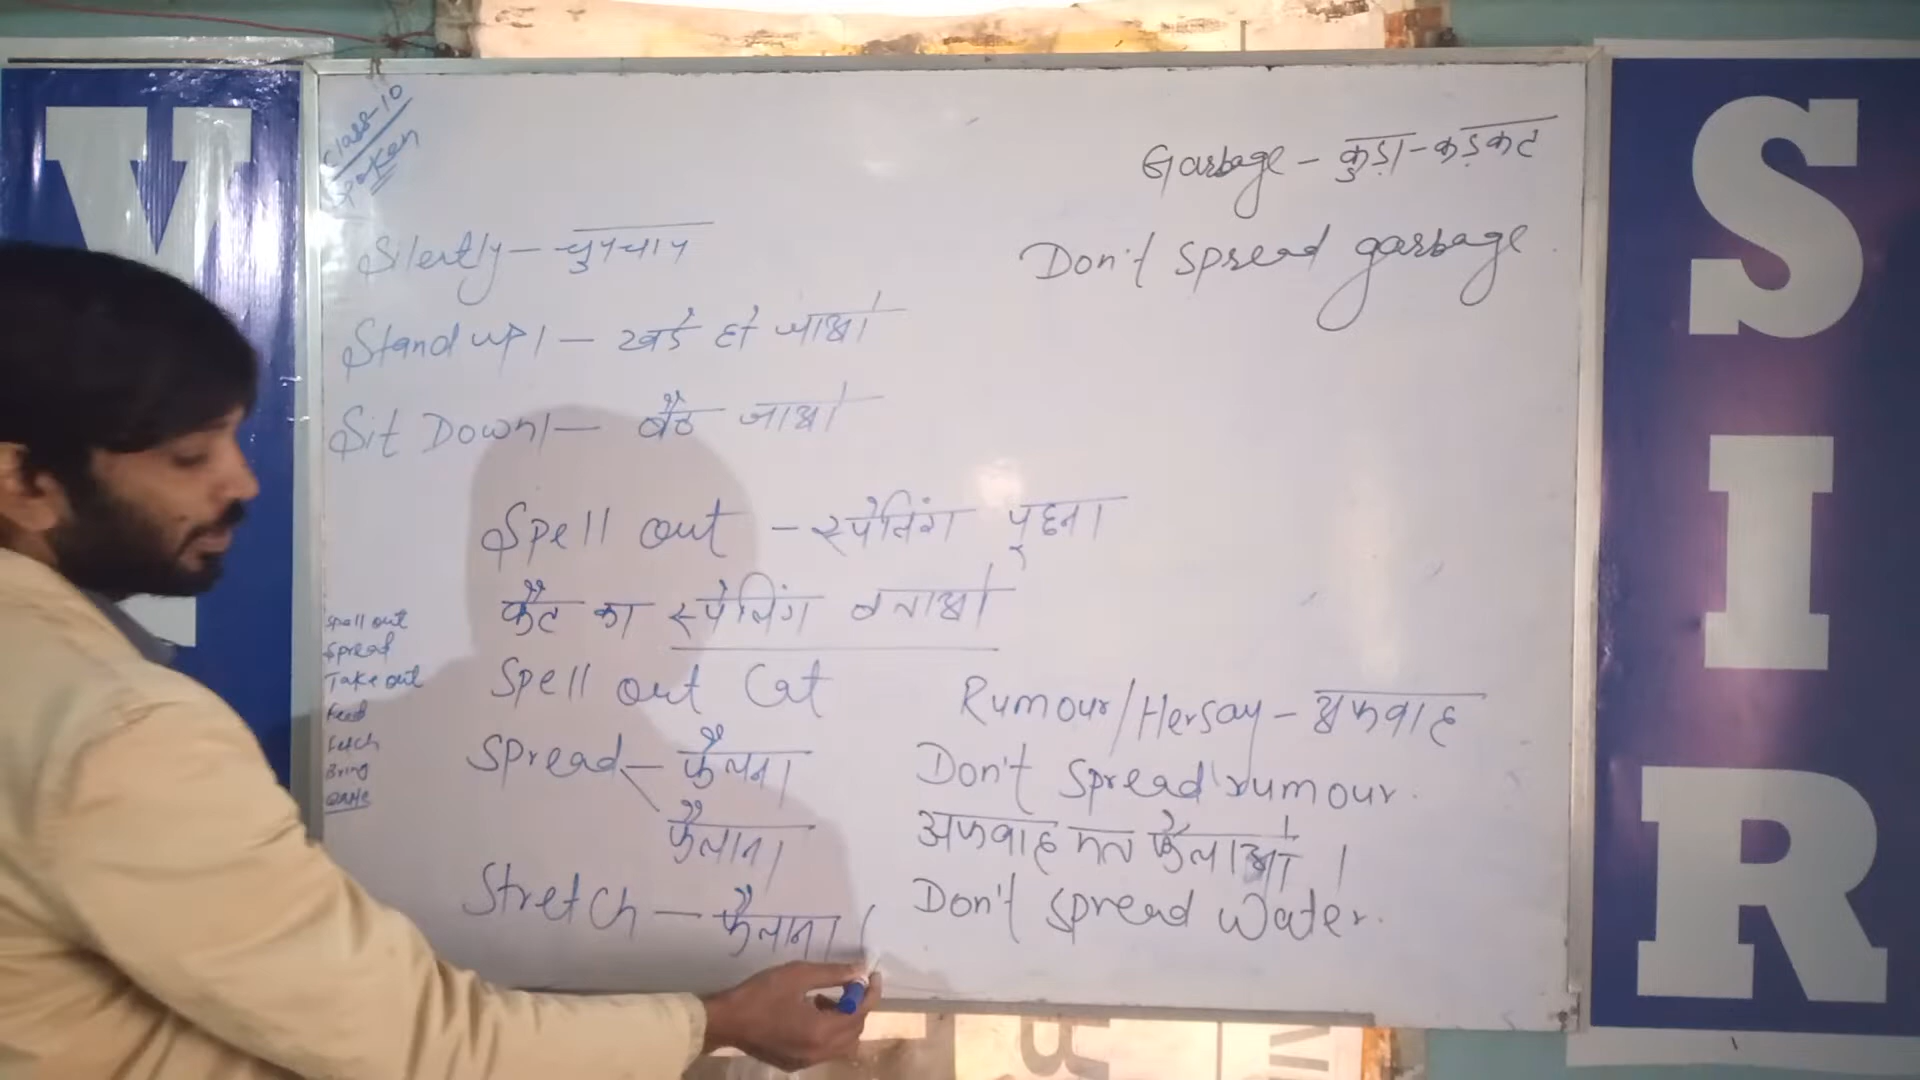 Class-10
Spoken
Silently - चुपचाप
Stand up! - खडे हो जाओ
Sit Down! - बैठ जाओ
Spell out - स्पेलिंग पूछना
कैट का स्पेलिंग बताओ
Spell out Cat
Spread - फैलना
फैलाना
Stretch - फैलाना (
Garbage - कुड़ा-कड़कट
Don't spread garbage.
Rumour/Hersay - अफवाह
Don't spread rumour.
अफवाह मत फैलाओ।
Don't spread water.
Spell out
Spread
Take out
Feed
Fetch
Bring
V
SIR